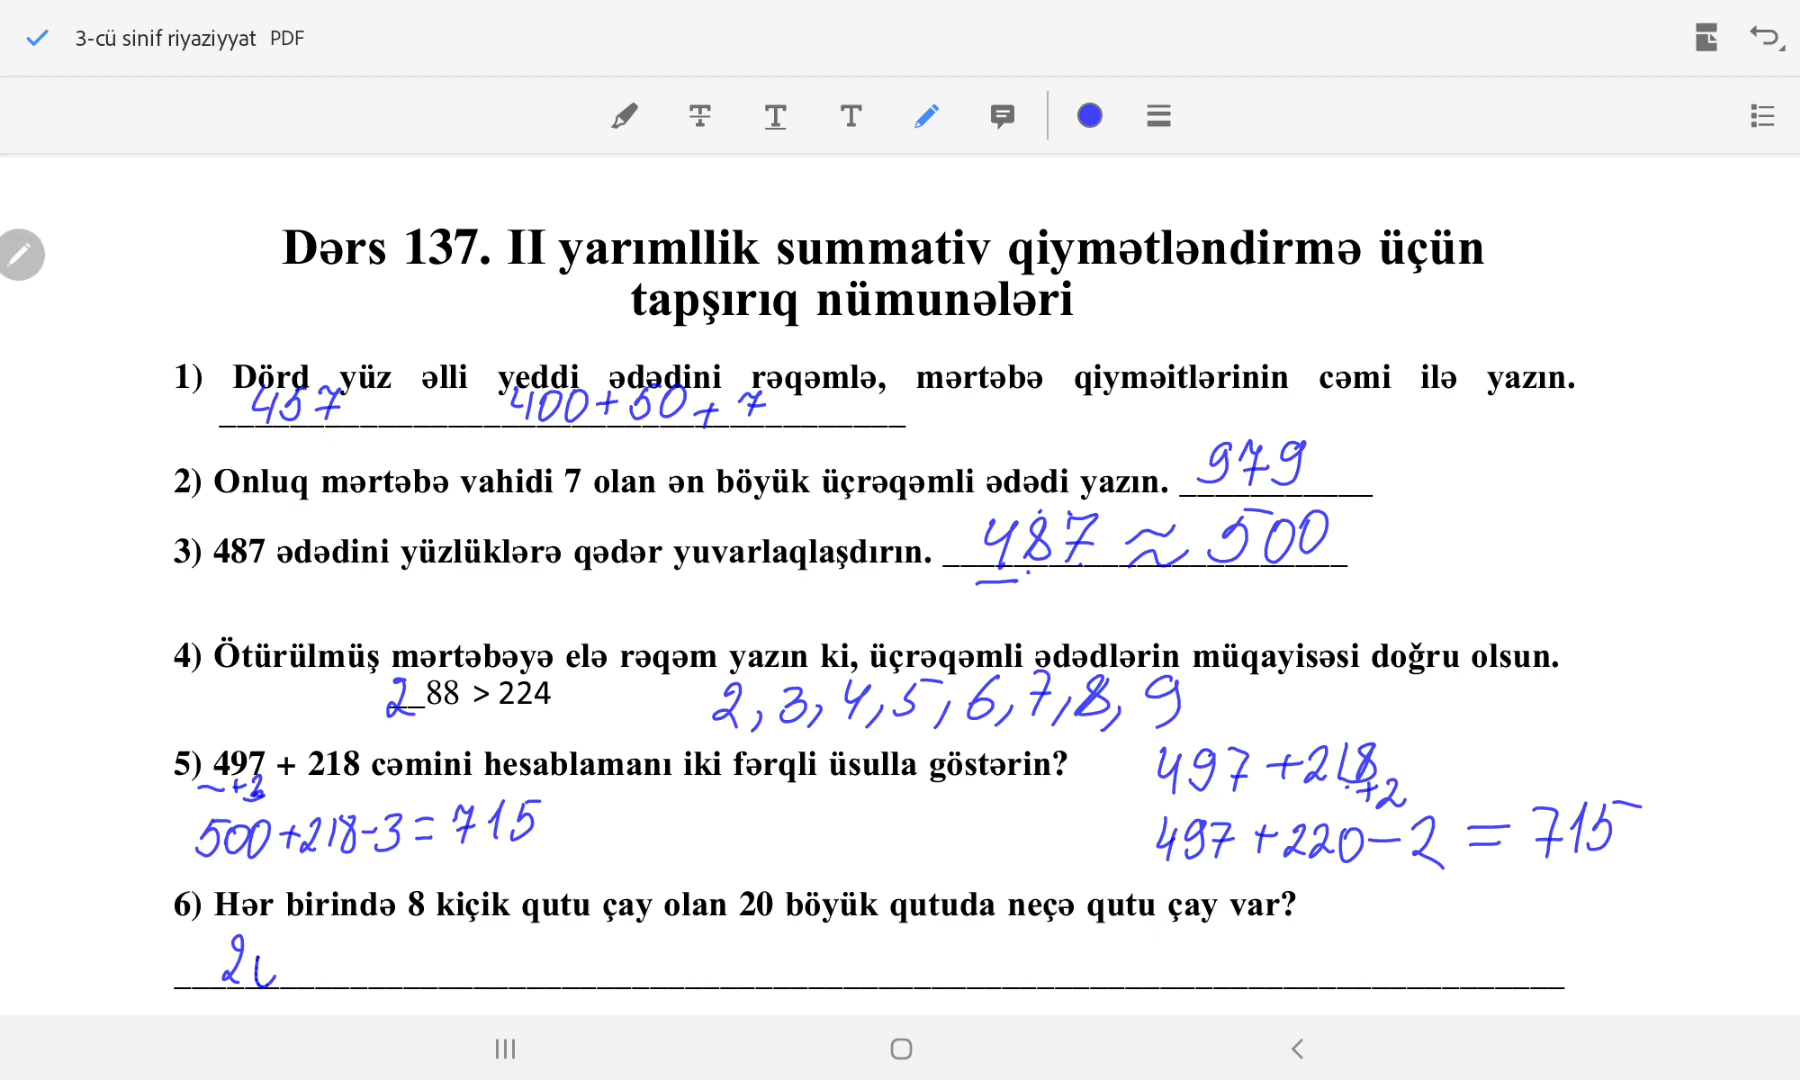 3-cü sinif riyaziyyat PDF
Dərs 137. II yarımllik summativ qiymətləndirmə üçün
tapşırıq nümunələri
1) Dörd yüz əlli yeddi ədədini rəqəmlə, mərtəbə qiyməitlərinin cəmi ilə yazın.
457 400+50+7
2) Onluq mərtəbə vahidi 7 olan ən böyük üçrəqəmli ədədi yazın. 979
3) 487 ədədini yüzlüklərə qədər yuvarlaqlaşdırın. 487 ≈ 500
4) Ötürülmüş mərtəbəyə elə rəqəm yazın ki, üçrəqəmli ədədlərin müqayisəsi doğru olsun.
2_88 > 224 2, 3, 4, 5, 6, 7, 8, 9
5) 497 + 218 cəmini hesablamanı iki fərqli üsulla göstərin? 497+218
+3 +2
500+218-3=715 497+220-2=715
6) Hər birində 8 kiçik qutu çay olan 20 böyük qutuda neçə qutu çay var?